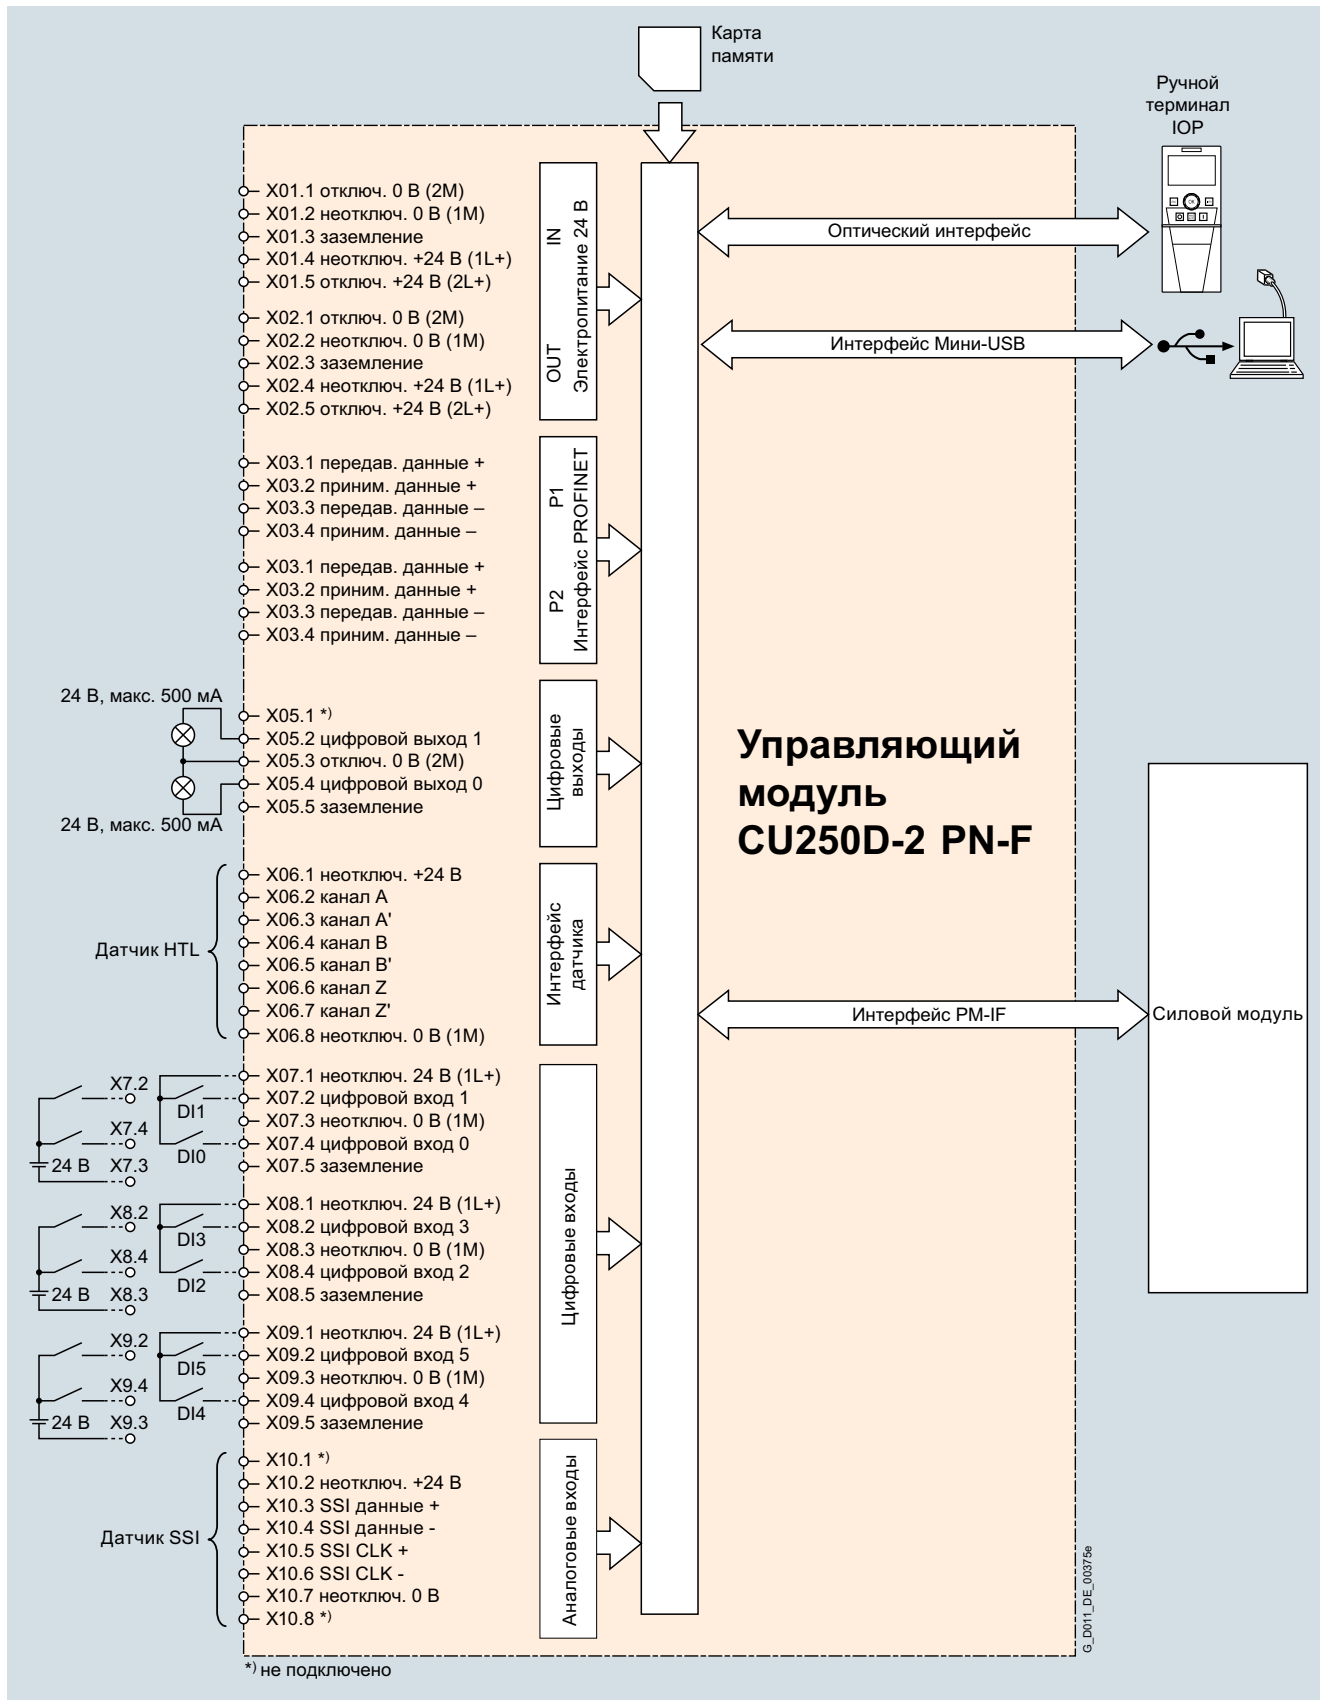 Карта
памяти
Ручной
терминал
IOP
X01.1 отключ. 0 В (2M)
X01.2 неотключ. 0 В (1M)
X01.3 заземление
X01.4 неотключ. +24 В (1L+)
X01.5 отключ. +24 В (2L+)
X02.1 отключ. 0 В (2M)
X02.2 неотключ. 0 В (1M)
X02.3 заземление
X02.4 неотключ. +24 В (1L+)
X02.5 отключ. +24 В (2L+)
IN
OUT
Электропитание 24 В
Оптический интерфейс
OK
Интерфейс Мини-USB
X03.1 передав. данные +
X03.2 приним. данные +
X03.3 передав. данные –
X03.4 приним. данные –
X03.1 передав. данные +
X03.2 приним. данные +
X03.3 передав. данные –
X03.4 приним. данные –
P1
P2
Интерфейс PROFINET
24 В, макс. 500 мА
X05.1 *)
X05.2 цифровой выход 1
X05.3 отключ. 0 В (2M)
X05.4 цифровой выход 0
X05.5 заземление
24 В, макс. 500 мА
Цифровые
выходы
Управляющий
модуль
CU250D-2 PN-F
Датчик HTL
X06.1 неотключ. +24 В
X06.2 канал A
X06.3 канал A'
X06.4 канал B
X06.5 канал B'
X06.6 канал Z
X06.7 канал Z'
X06.8 неотключ. 0 В (1M)
Интерфейс
датчика
Интерфейс PM-IF
Силовой модуль
X7.2
X7.4
24 В
X7.3
DI1
DI0
X07.1 неотключ. 24 В (1L+)
X07.2 цифровой вход 1
X07.3 неотключ. 0 В (1M)
X07.4 цифровой вход 0
X07.5 заземление
X8.2
X8.4
24 В
X8.3
DI3
DI2
X08.1 неотключ. 24 В (1L+)
X08.2 цифровой вход 3
X08.3 неотключ. 0 В (1M)
X08.4 цифровой вход 2
X08.5 заземление
X9.2
X9.4
24 В
X9.3
DI5
DI4
X09.1 неотключ. 24 В (1L+)
X09.2 цифровой вход 5
X09.3 неотключ. 0 В (1M)
X09.4 цифровой вход 4
X09.5 заземление
Цифровые входы
Датчик SSI
X10.1 *)
X10.2 неотключ. +24 В
X10.3 SSI данные +
X10.4 SSI данные -
X10.5 SSI CLK +
X10.6 SSI CLK -
X10.7 неотключ. 0 В
X10.8 *)
Аналоговые входы
G_D011_DE_00375e
*) не подключено